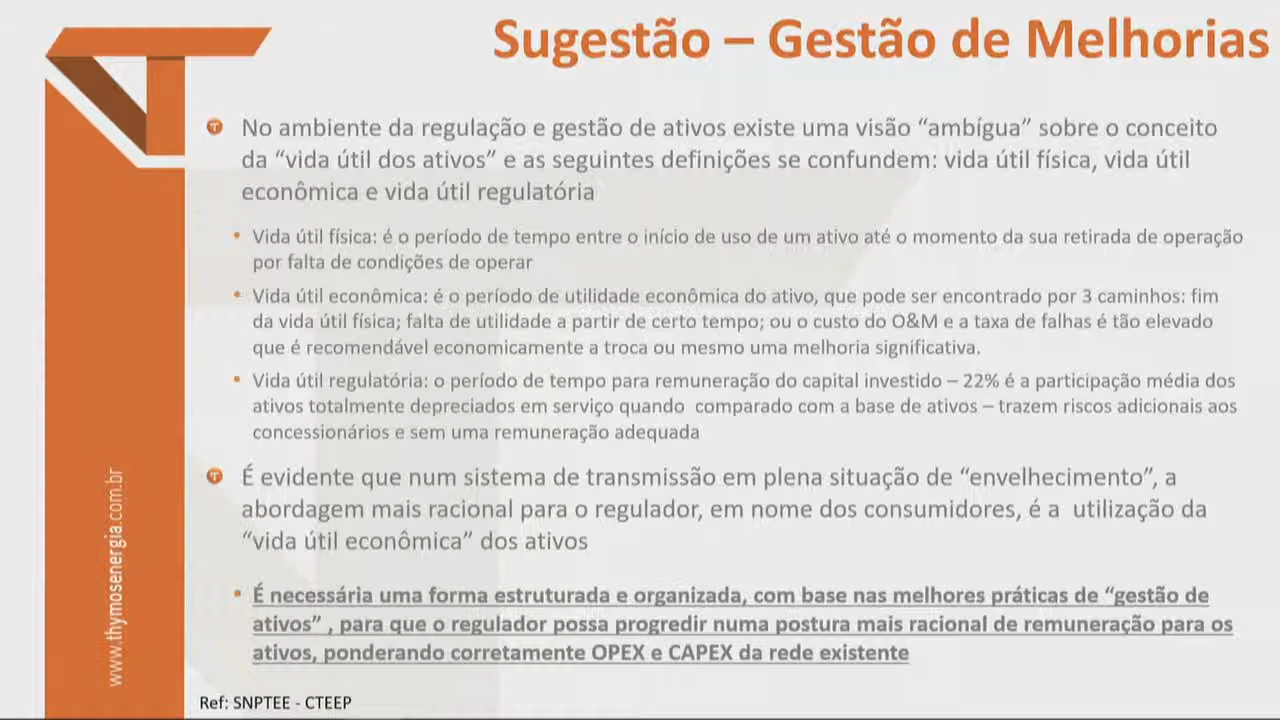 Sugestão – Gestão de Melhorias
No ambiente da regulação e gestão de ativos existe uma visão “ambígua” sobre o conceito
da “vida útil dos ativos” e as seguintes definições se confundem: vida útil física, vida útil
econômica e vida útil regulatória
• Vida útil física: é o período de tempo entre o início de uso de um ativo até o momento da sua retirada de operação
por falta de condições de operar
• Vida útil econômica: é o período de utilidade econômica do ativo, que pode ser encontrado por 3 caminhos: fim
da vida útil física; falta de utilidade a partir de certo tempo; ou o custo do O&M e a taxa de falhas é tão elevado
que é recomendável economicamente a troca ou mesmo uma melhoria significativa.
• Vida útil regulatória: o período de tempo para remuneração do capital investido – 22% é a participação média dos
ativos totalmente depreciados em serviço quando comparado com a base de ativos – trazem riscos adicionais aos
concessionários e sem uma remuneração adequada
É evidente que num sistema de transmissão em plena situação de “envelhecimento”, a
abordagem mais racional para o regulador, em nome dos consumidores, é a utilização da
“vida útil econômica” dos ativos
• É necessária uma forma estruturada e organizada, com base nas melhores práticas de “gestão de
ativos” , para que o regulador possa progredir numa postura mais racional de remuneração para os
ativos, ponderando corretamente OPEX e CAPEX da rede existente
www.thymosenergia.com.br
Ref: SNPTEE - CTEEP